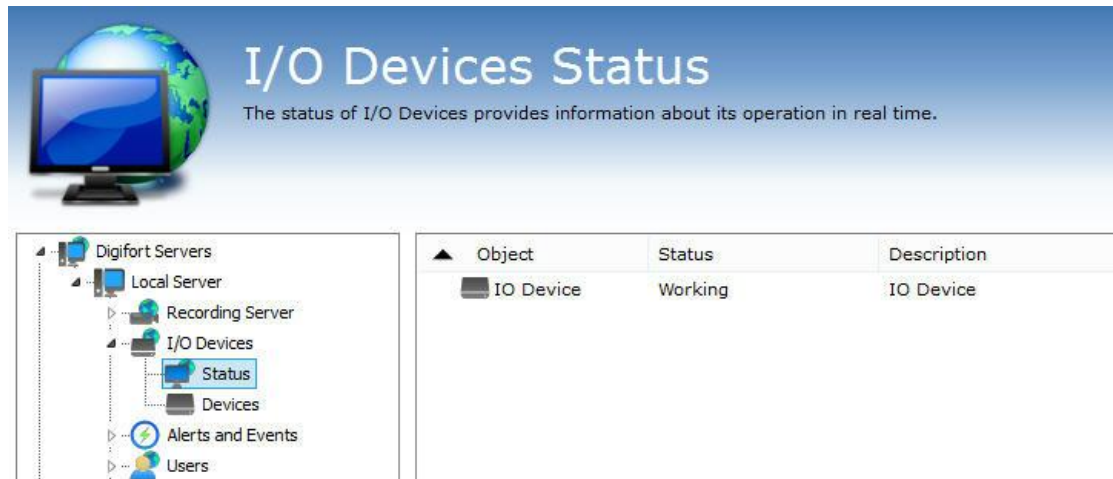 I/O Devices Status
The status of I/O Devices provides information about its operation in real time.
Digifort Servers
Local Server
Recording Server
I/O Devices
Status
Devices
Alerts and Events
Users
Object Status Description
IO Device Working IO Device